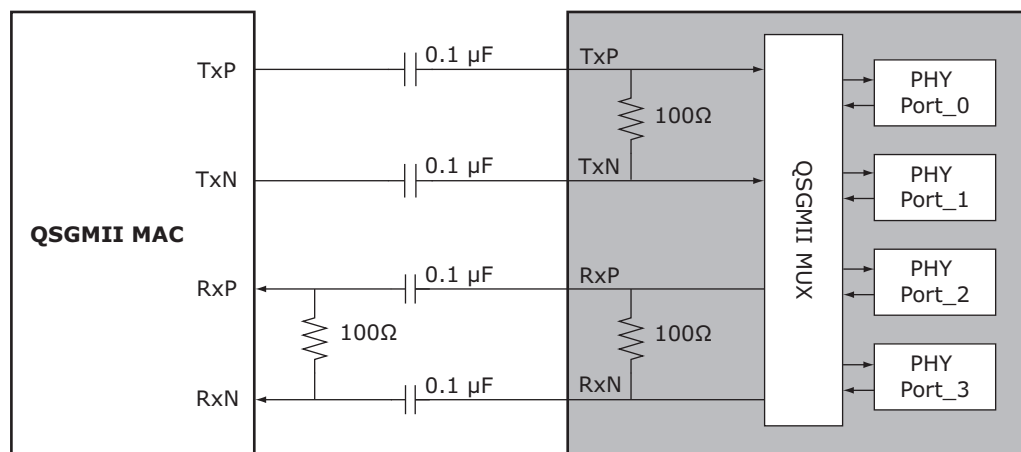 TxP
0.1 µF
TxP
100Ω
TxN
0.1 µF
TxN
QSGMII MAC
RxP
0.1 µF
RxP
100Ω
100Ω
RxN
0.1 µF
RxN
QSGMII MUX
PHY
Port_0
PHY
Port_1
PHY
Port_2
PHY
Port_3